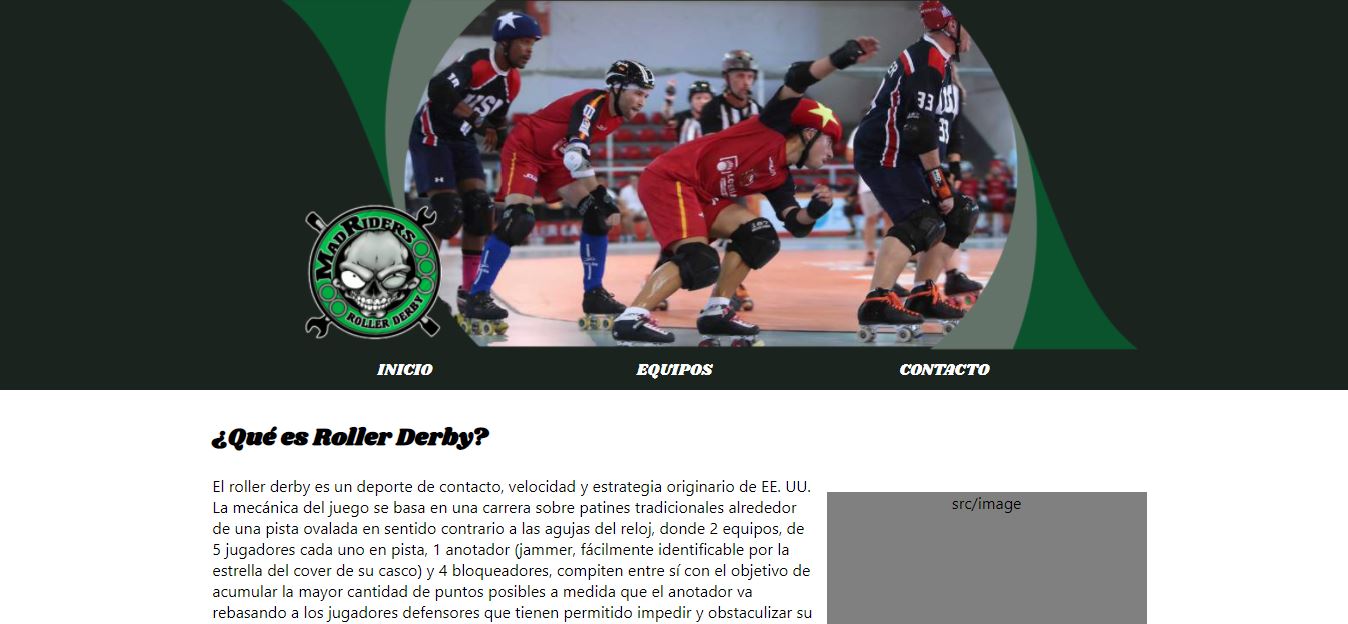 USA
33
33
MADRIDERS
ROLLER DERBY
INICIO
EQUIPOS
CONTACTO
¿Qué es Roller Derby?
El roller derby es un deporte de contacto, velocidad y estrategia originario de EE. UU.
La mecánica del juego se basa en una carrera sobre patines tradicionales alrededor
de una pista ovalada en sentido contrario a las agujas del reloj, donde 2 equipos, de
5 jugadores cada uno en pista, 1 anotador (jammer, fácilmente identificable por la
estrella del cover de su casco) y 4 bloqueadores, compiten entre sí con el objetivo de
acumular la mayor cantidad de puntos posibles a medida que el anotador va
rebasando a los jugadores defensores que tienen permitido impedir y obstaculizar su
src/image